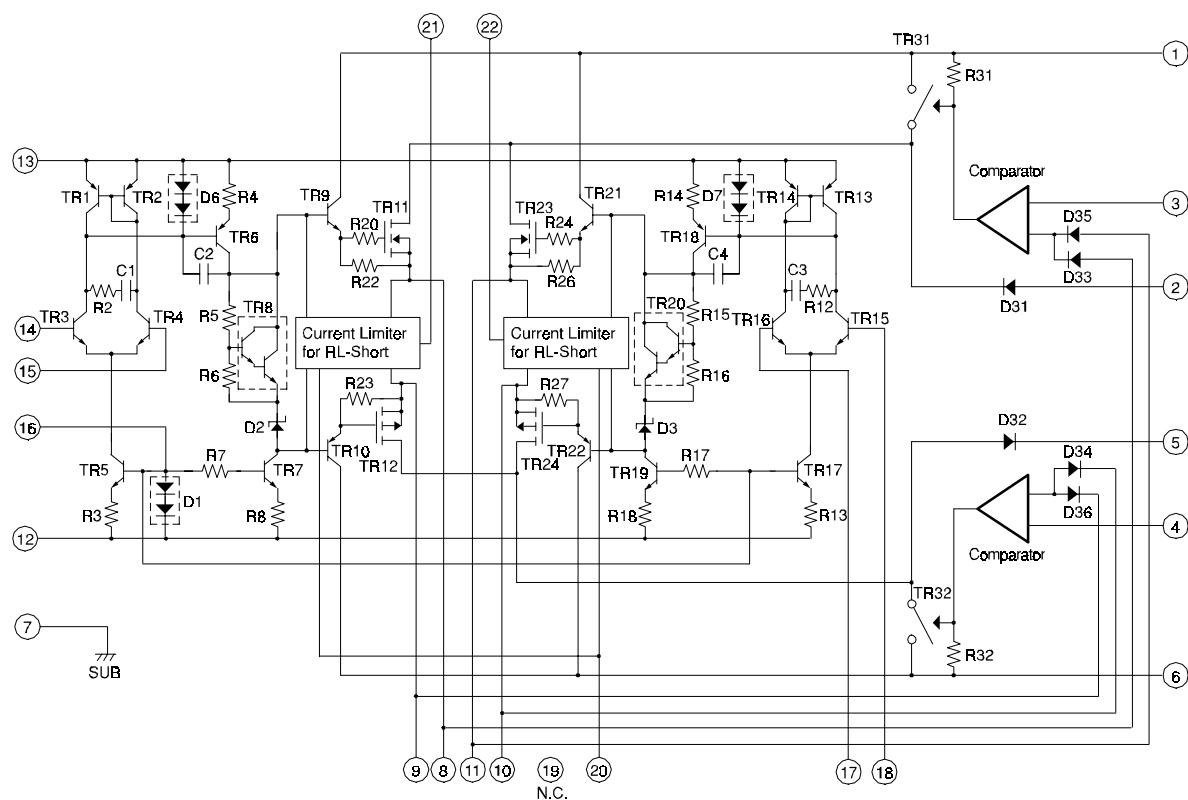 21
22
TR31
1
R31
13
Comparator
TR1
TR2
D6
R4
TR9
TR11
TR23
TR21
R14
D7
TR14
TR13
3
R20
R24
D35
TR6
TR18
C2
R22
R26
C4
D33
C1
C3
2
R2
R12
D31
TR3
TR4
R5
TR8
TR20
R15
TR16
TR15
14
Current Limiter
for RL-Short
Current Limiter
for RL-Short
15
R6
R16
R23
R27
16
D2
D3
D32
5
TR10
TR12
TR22
TR24
D34
TR5
R7
TR7
TR19
R17
TR17
D1
D36
R3
R8
R18
R13
4
12
Comparator
TR32
7
R32
SUB
6
9
8
11
10
19
20
17
18
N.C.